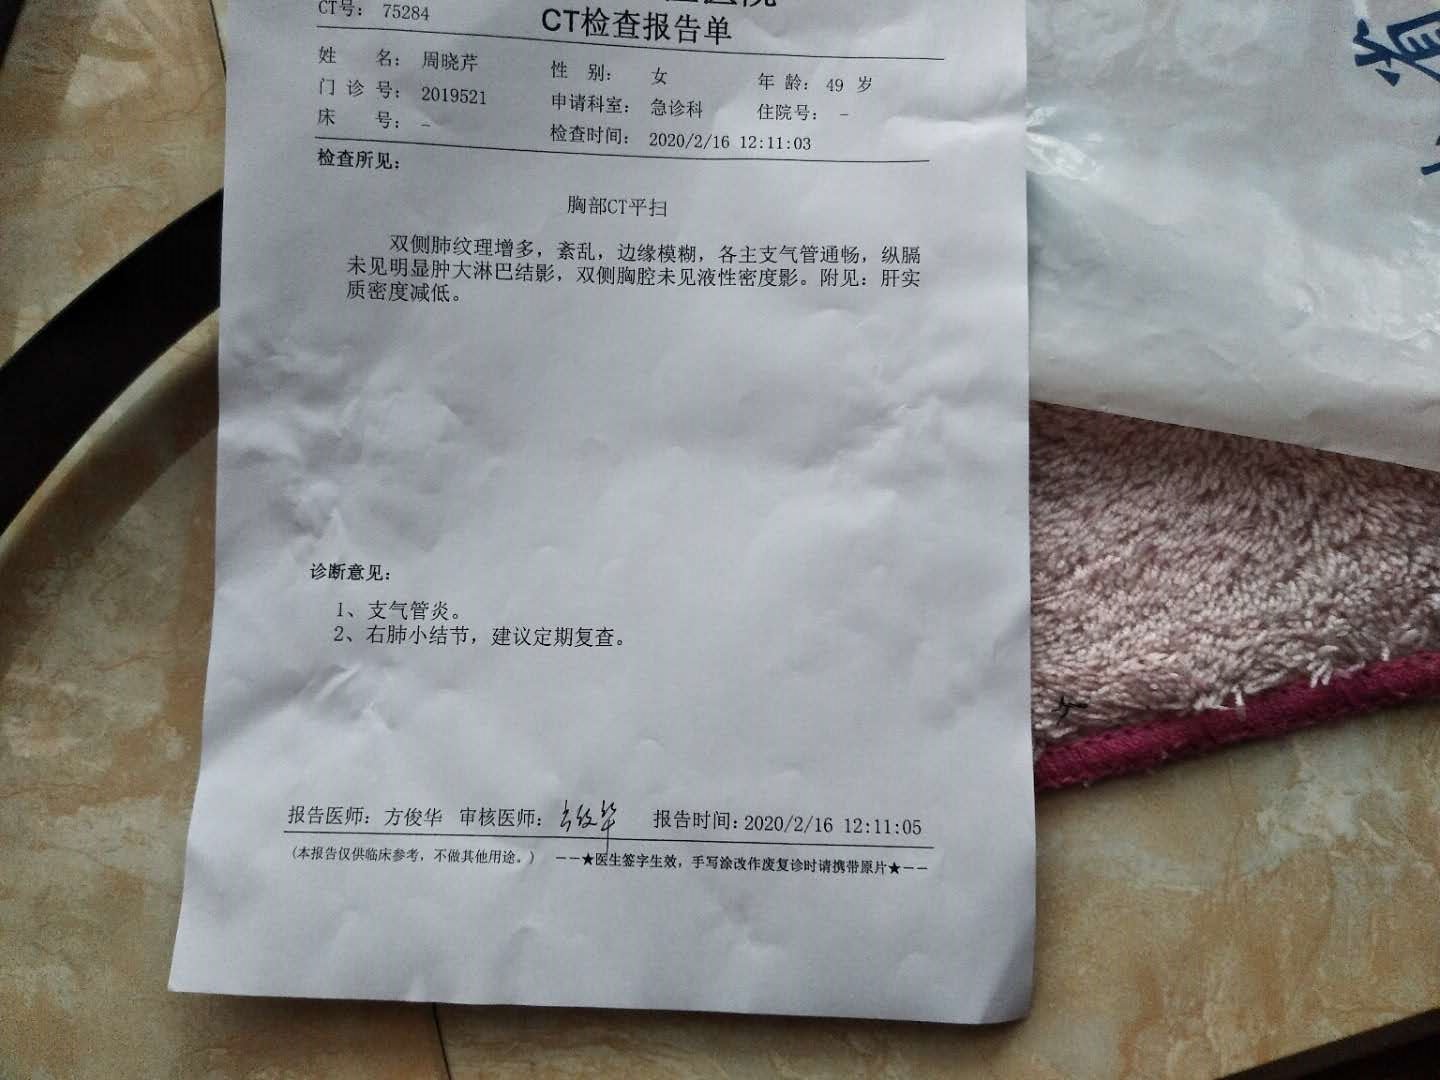 CT号： 75284
CT检查报告单
姓 名： 周晓芹 性 别： 女 年 龄： 49 岁
门 诊 号： 2019521 申请科室： 急诊科 住院号： -
床 号： - 检查时间： 2020/2/16 12:11:03
检查所见：
胸部CT平扫
双侧肺纹理增多，紊乱，边缘模糊，各主支气管通畅，纵膈
未见明显肿大淋巴结影，双侧胸腔未见液性密度影。附见：肝实
质密度减低。
诊断意见：
1、支气管炎。
2、右肺小结节，建议定期复查。
报告医师： 方俊华 审核医师： 报告时间：2020/2/16 12:11:05
（本报告仅供临床参考，不做其他用途。） －－★医生签字生效，手写涂改作废复诊时请携带原片★－－